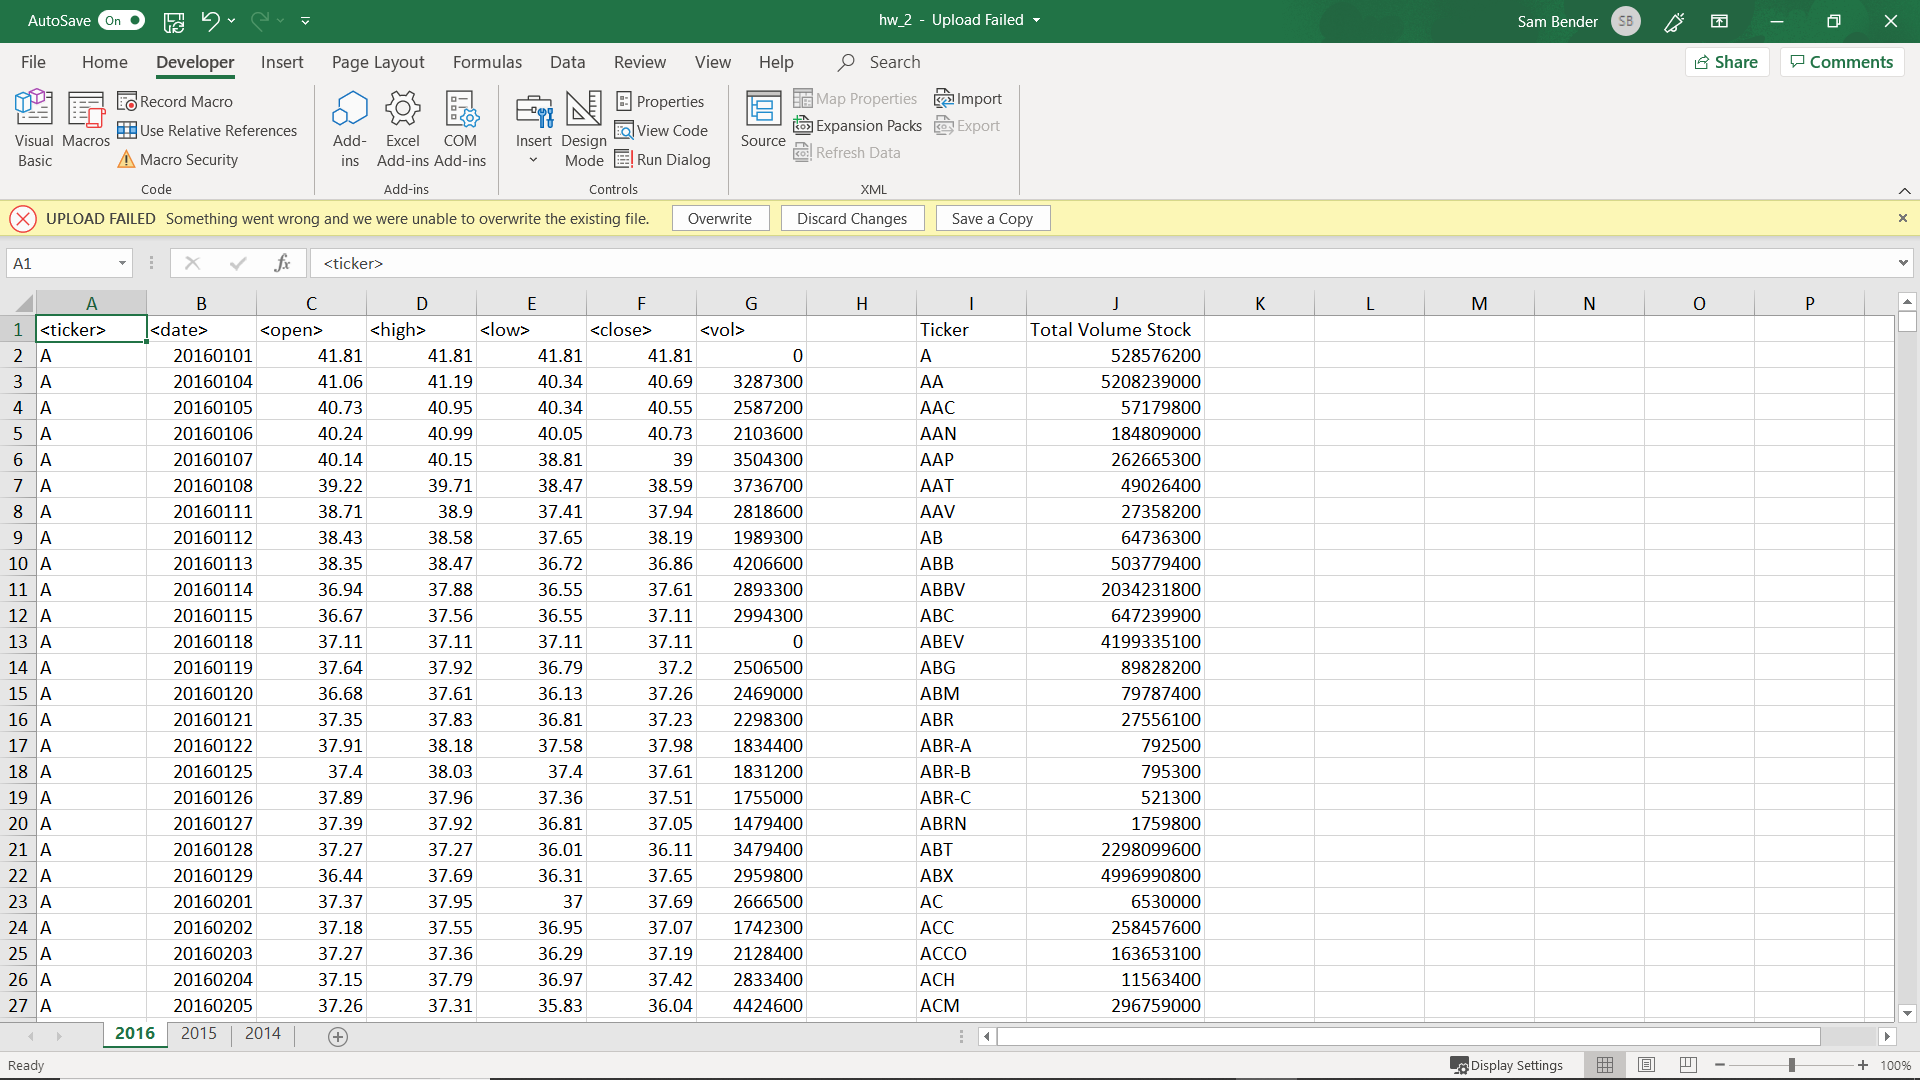 AutoSave On hw_2 - Upload Failed Sam Bender SB
File Home Developer Insert Page Layout Formulas Data Review View Help Search Share Comments
Visual Basic Macros Record Macro Use Relative References Macro Security
Add-ins Excel Add-ins COM Add-ins
Insert Design Mode Properties View Code Run Dialog
Source Map Properties Expansion Packs Refresh Data Import Export
Code Add-ins Controls XML
UPLOAD FAILED Something went wrong and we were unable to overwrite the existing file. Overwrite Discard Changes Save a Copy
A1 fx <ticker>
A B C D E F G H I J K L M N O P
1 <ticker> <date> <open> <high> <low> <close> <vol> Ticker Total Volume Stock
2 A 20160101 41.81 41.81 41.81 41.81 0 A 528576200
3 A 20160104 41.06 41.19 40.34 40.69 3287300 AA 5208239000
4 A 20160105 40.73 40.95 40.34 40.55 2587200 AAC 57179800
5 A 20160106 40.24 40.99 40.05 40.73 2103600 AAN 184809000
6 A 20160107 40.14 40.15 38.81 39 3504300 AAP 262665300
7 A 20160108 39.22 39.71 38.47 38.59 3736700 AAT 49026400
8 A 20160111 38.71 38.9 37.41 37.94 2818600 AAV 27358200
9 A 20160112 38.43 38.58 37.65 38.19 1989300 AB 64736300
10 A 20160113 38.35 38.47 36.72 36.86 4206600 ABB 503779400
11 A 20160114 36.94 37.88 36.55 37.61 2893300 ABBV 2034231800
12 A 20160115 36.67 37.56 36.55 37.11 2994300 ABC 647239900
13 A 20160118 37.11 37.11 37.11 37.11 0 ABEV 4199335100
14 A 20160119 37.64 37.92 36.79 37.2 2506500 ABG 89828200
15 A 20160120 36.68 37.61 36.13 37.26 2469000 ABM 79787400
16 A 20160121 37.35 37.83 36.81 37.23 2298300 ABR 27556100
17 A 20160122 37.91 38.18 37.58 37.98 1834400 ABR-A 792500
18 A 20160125 37.4 38.03 37.4 37.61 1831200 ABR-B 795300
19 A 20160126 37.89 37.96 37.36 37.51 1755000 ABR-C 521300
20 A 20160127 37.39 37.92 36.81 37.05 1479400 ABRN 1759800
21 A 20160128 37.27 37.27 36.01 36.11 3479400 ABT 2298099600
22 A 20160129 36.44 37.69 36.31 37.65 2959800 ABX 4996990800
23 A 20160201 37.37 37.95 37 37.69 2666500 AC 6530000
24 A 20160202 37.18 37.55 36.95 37.07 1742300 ACC 258457600
25 A 20160203 37.27 37.36 36.29 37.19 2128400 ACCO 163653100
26 A 20160204 37.15 37.79 36.97 37.42 2833400 ACH 11563400
27 A 20160205 37.26 37.31 35.83 36.04 4424600 ACM 296759000
2016 2015 2014
Ready Display Settings 100%